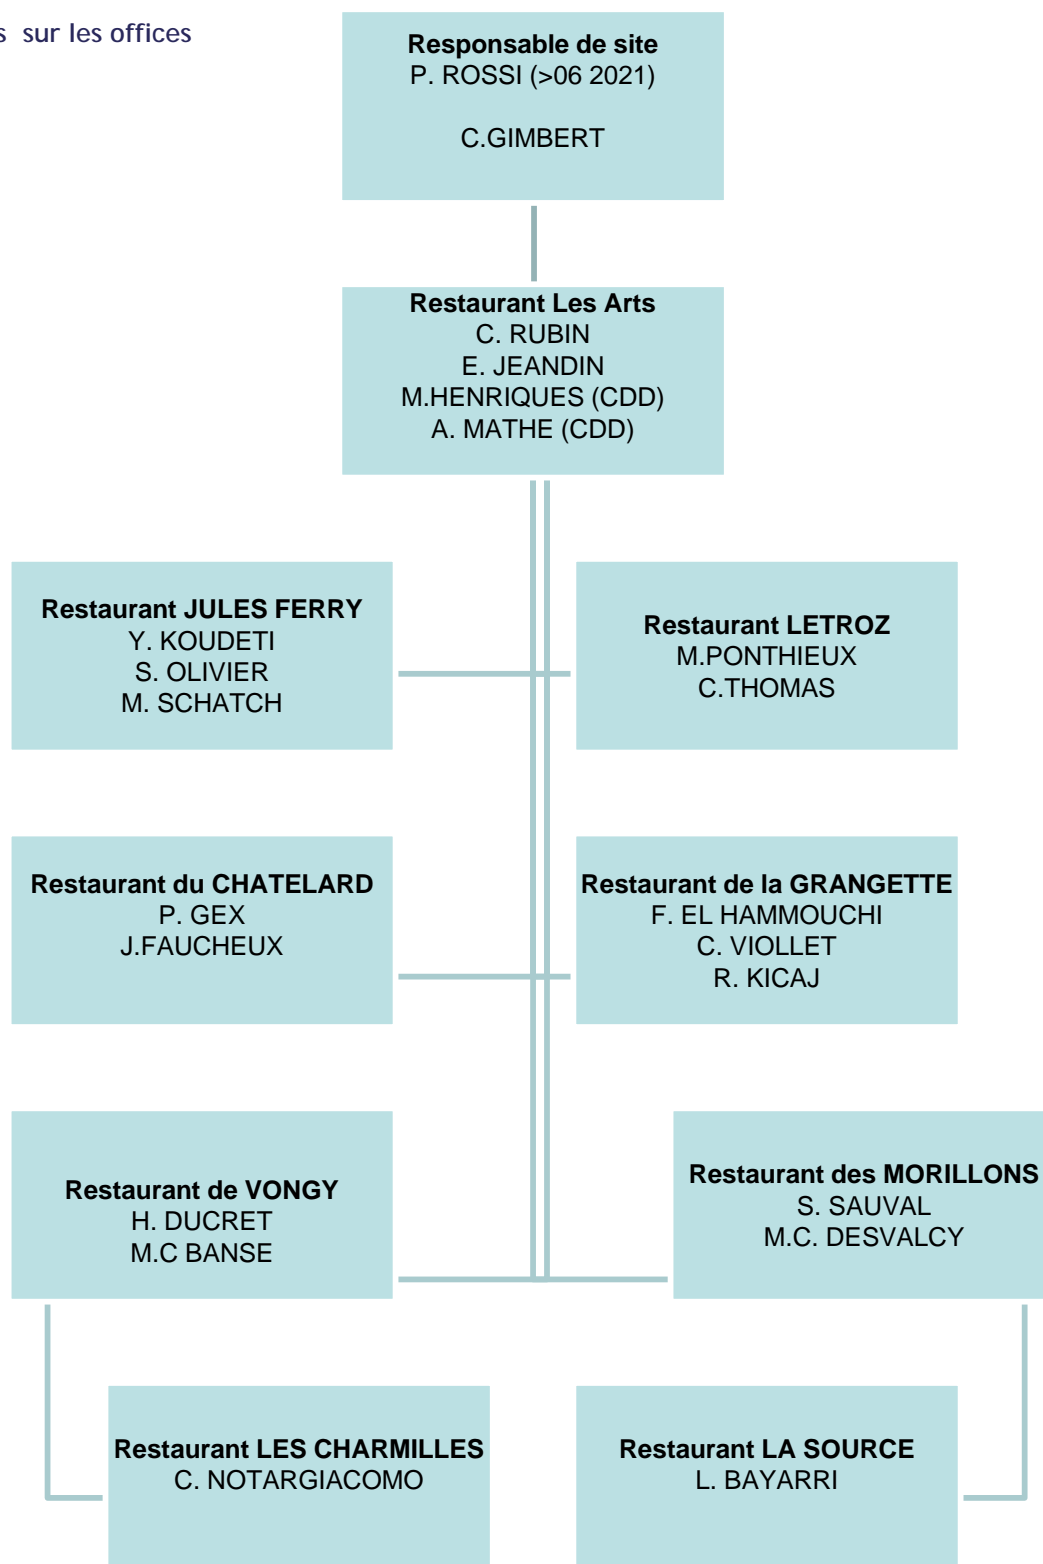 s sur les offices
Responsable de site
P. ROSSI (>06 2021)
C.GIMBERT
Restaurant Les Arts
C. RUBIN
E. JEANDIN
M.HENRIQUES (CDD)
A. MATHE (CDD)
Restaurant JULES FERRY
Y. KOUDETI
S. OLIVIER
M. SCHATCH
Restaurant LETROZ
M.PONTHIEUX
C.THOMAS
Restaurant du CHATELARD
P. GEX
J.FAUCHEUX
Restaurant de la GRANGETTE
F. EL HAMMOUCHI
C. VIOLLET
R. KICAJ
Restaurant de VONGY
H. DUCRET
M.C BANSE
Restaurant des MORILLONS
S. SAUVAL
M.C. DESVALCY
Restaurant LES CHARMILLES
C. NOTARGIACOMO
Restaurant LA SOURCE
L. BAYARRI